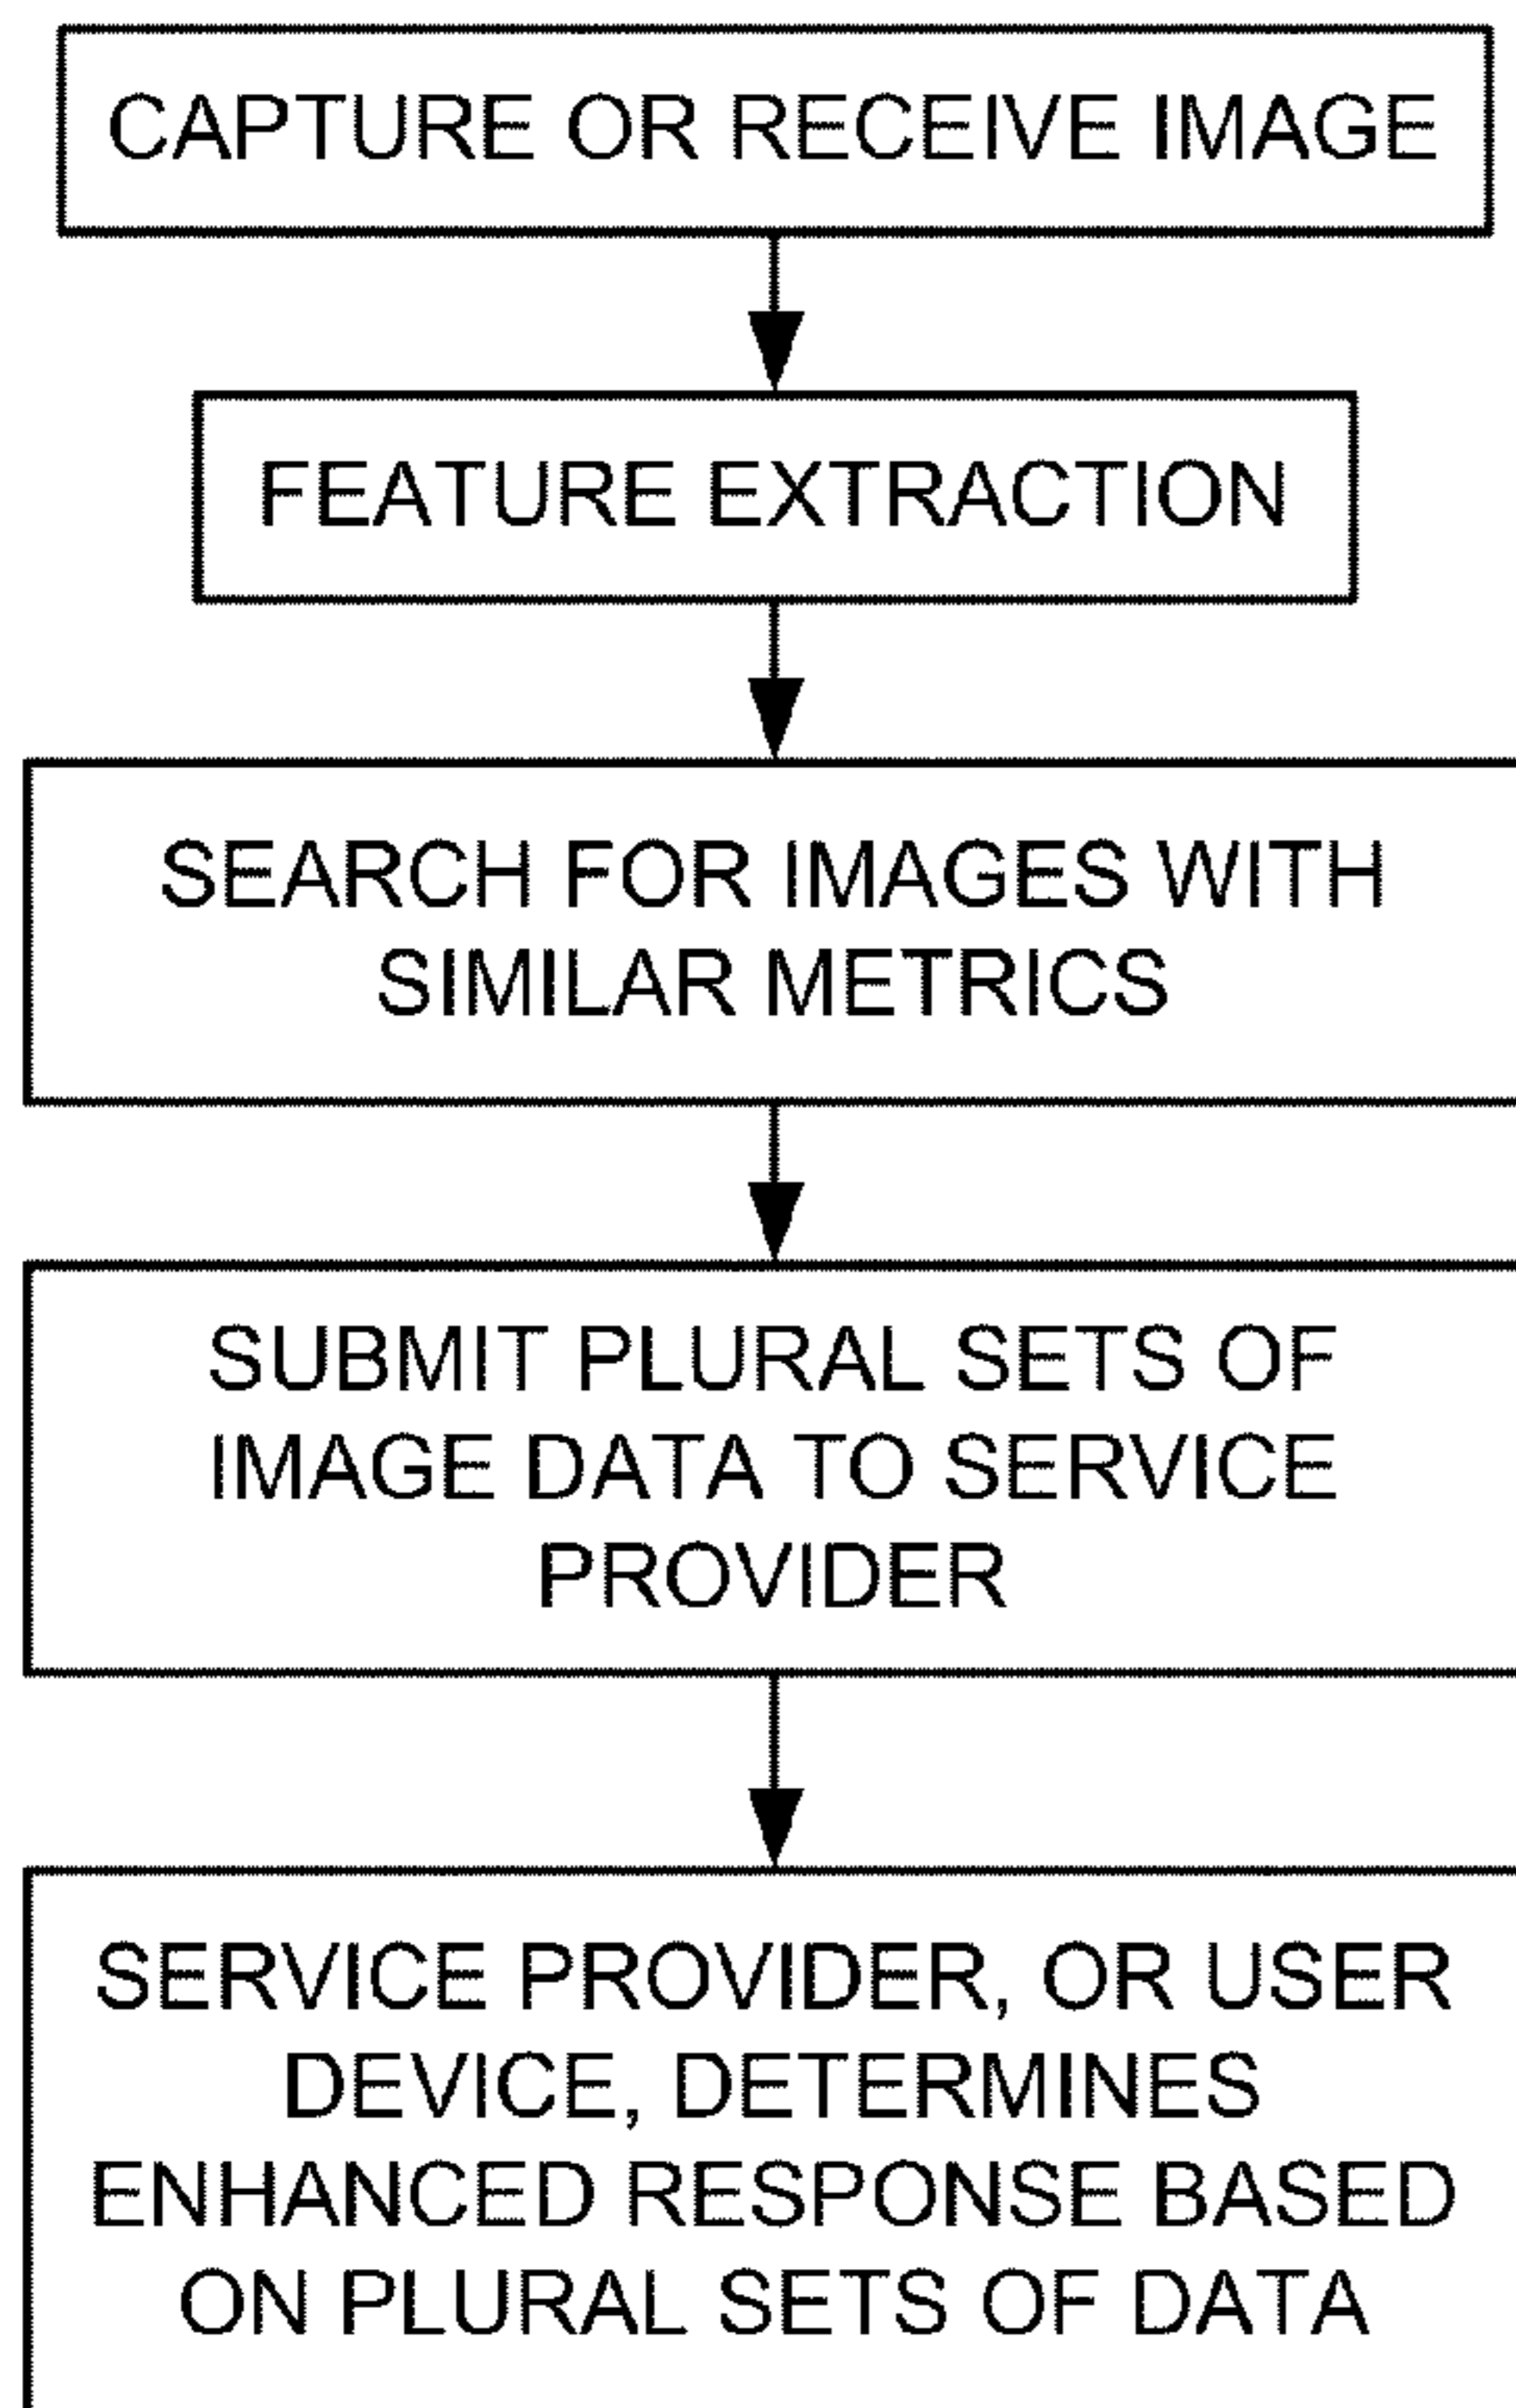 CAPTURE OR RECEIVE IMAGE
FEATURE EXTRACTION
SEARCH FOR IMAGES WITH
SIMILAR METRICS
SUBMIT PLURAL SETS OF
IMAGE DATA TO SERVICE
PROVIDER
SERVICE PROVIDER, OR USER
DEVICE, DETERMINES
ENHANCED RESPONSE BASED
ON PLURAL SETS OF DATA